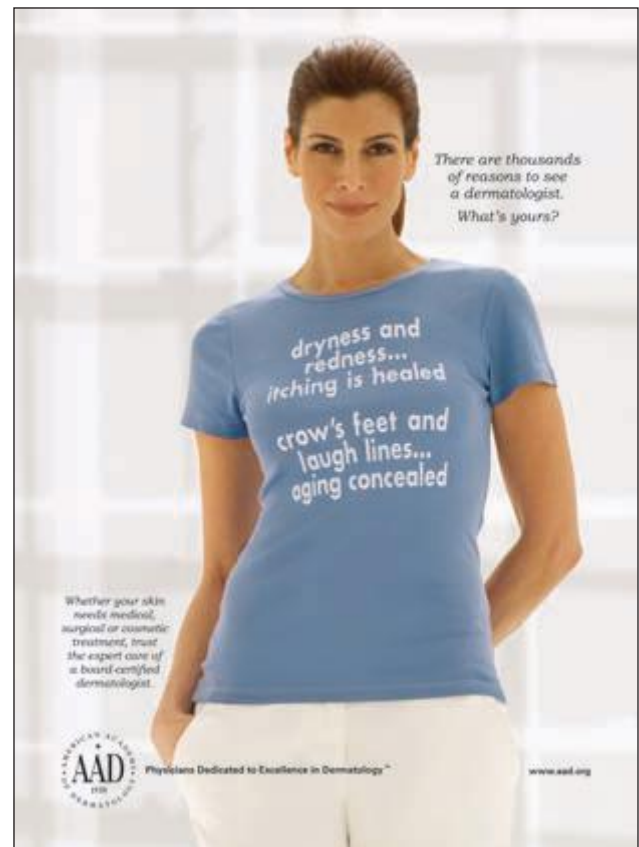 There are thousands
of reasons to see
a dermatologist.
What's yours?
dryness and
redness...
itching is healed
crow's feet and
laugh lines...
aging concealed
Whether your skin
needs medical,
surgical or cosmetic
treatment, trust
the expert care of
a board-certified
dermatologist.
AMERICAN ACADEMY
AAD
1938
OF DERMATOLOGY
Physicians Dedicated to Excellence in Dermatology™
www.aad.org